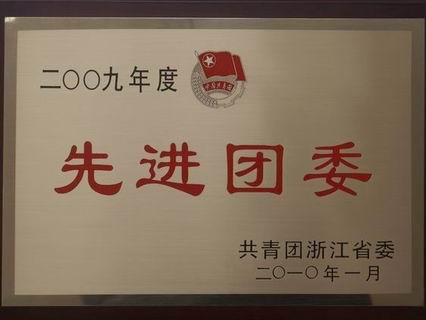 二〇〇九年度
先进团委
共青团浙江省委
二〇一〇年一月